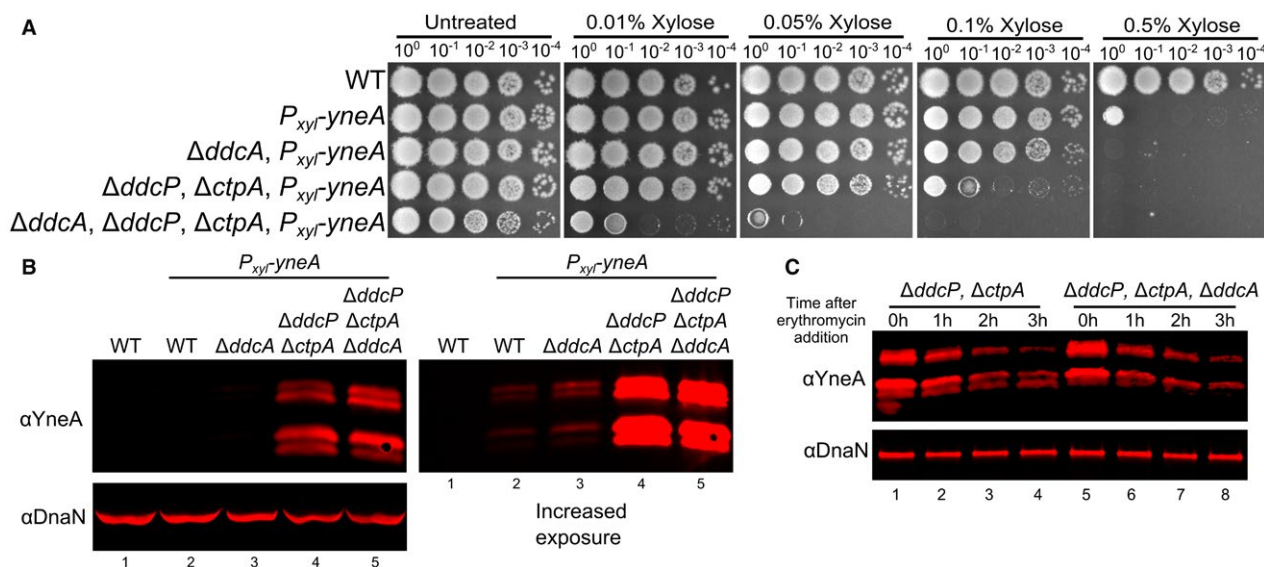 A
Untreated 0.01% Xylose 0.05% Xylose 0.1% Xylose 0.5% Xylose
10⁰ 10⁻¹ 10⁻² 10⁻³ 10⁻⁴ 10⁰ 10⁻¹ 10⁻² 10⁻³ 10⁻⁴ 10⁰ 10⁻¹ 10⁻² 10⁻³ 10⁻⁴ 10⁰ 10⁻¹ 10⁻² 10⁻³ 10⁻⁴ 10⁰ 10⁻¹ 10⁻² 10⁻³ 10⁻⁴
WT
Pxyl-yneA
ΔddcA, Pxyl-yneA
ΔddcP, ΔctpA, Pxyl-yneA
ΔddcA, ΔddcP, ΔctpA, Pxyl-yneA
B
Pxyl-yneA
ΔddcP
ΔddcP ΔctpA
WT WT ΔddcA ΔctpA ΔddcA
αYneA
αDnaN
1 2 3 4 5
Pxyl-yneA
ΔddcP
ΔddcP ΔctpA
WT WT ΔddcA ΔctpA ΔddcA
1 2 3 4 5
Increased
exposure
C
ΔddcP, ΔctpA ΔddcP, ΔctpA, ΔddcA
Time after
erythromycin
addition
0h 1h 2h 3h 0h 1h 2h 3h
αYneA
αDnaN
1 2 3 4 5 6 7 8